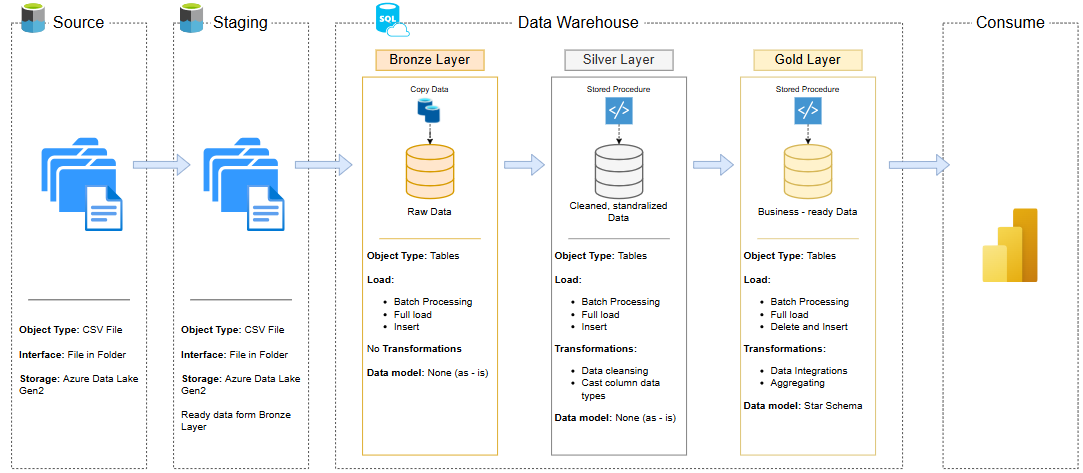 Source
Staging
Data Warehouse
Consume
SQL
Bronze Layer
Silver Layer
Gold Layer
Copy Data
Raw Data
Object Type: Tables
Load:
• Batch Processing
• Full load
• Insert
No Transformations
Data model: None (as - is)
Stored Procedure
</>
Cleaned, strandralized
Data
Object Type: Tables
Load:
• Batch Processing
• Full load
• Insert
Transformations:
• Data cleansing
• Cast column data
types
Data model: None (as - is)
Stored Procedure
</>
Business - ready Data
Object Type: Tables
Load:
• Batch Processing
• Full load
• Delete and Insert
Transformations:
• Data Integrations
• Aggregating
Data model: Star Schema
Object Type: CSV File
Interface: File in Folder
Storage: Azure Data Lake
Gen2
Object Type: CSV File
Interface: File in Folder
Storage: Azure Data Lake
Gen2
Ready data form Bronze
Layer